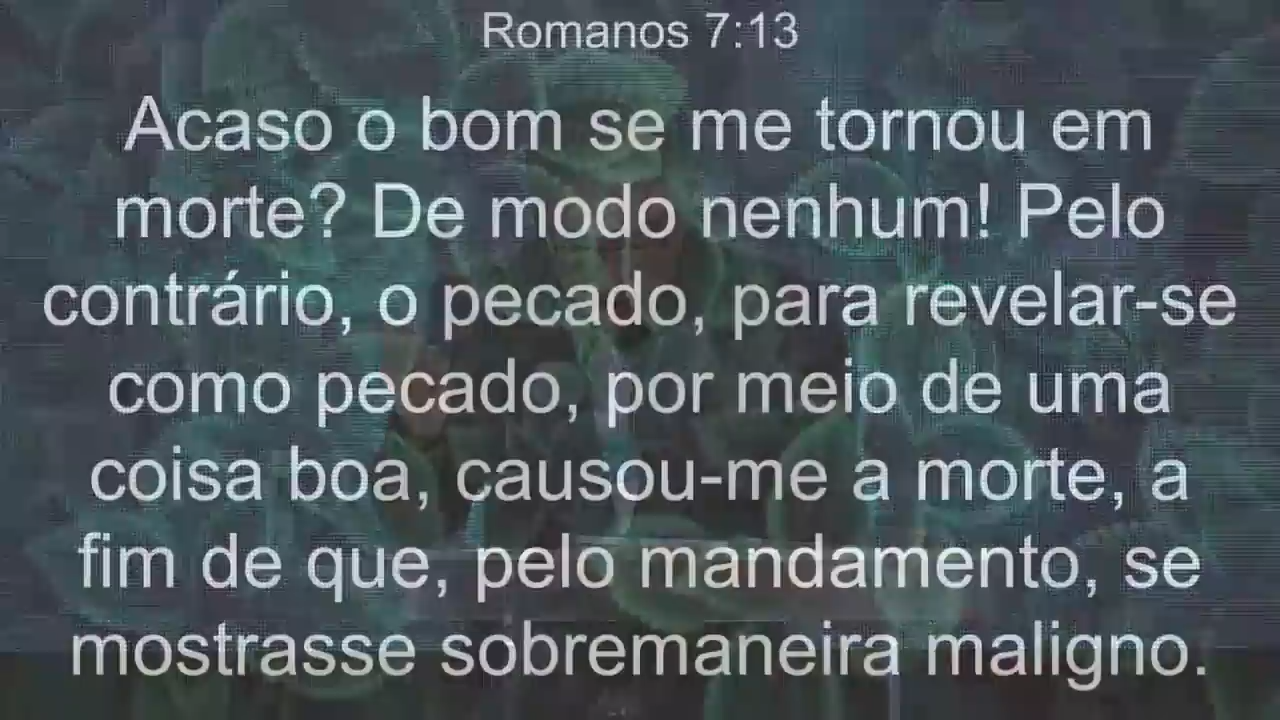 Romanos 7:13
Acaso o bom se me tornou em
morte? De modo nenhum! Pelo
contrário, o pecado, para revelar-se
como pecado, por meio de uma
coisa boa, causou-me a morte, a
fim de que, pelo mandamento, se
mostrasse sobremaneira maligno.